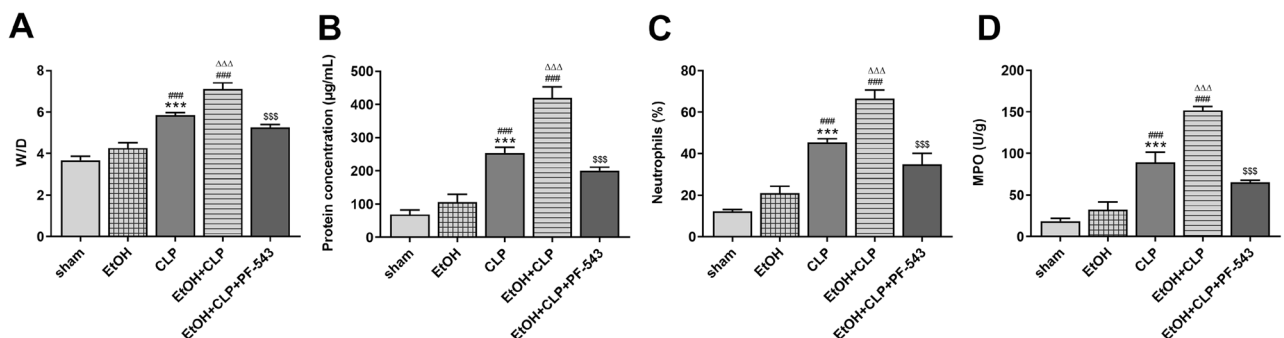 A
W/D
8
6
4
2
0
###
***
ΔΔΔ
###
$$$
sham
EtOH
CLP
EtOH+CLP
EtOH+CLP+PF-543
B
Protein concentration (μg/mL)
500
400
300
200
100
0
###
***
ΔΔΔ
###
$$$
sham
EtOH
CLP
EtOH+CLP
EtOH+CLP+PF-543
C
Neutrophils (%)
80
60
40
20
0
###
***
ΔΔΔ
###
$$$
sham
EtOH
CLP
EtOH+CLP
EtOH+CLP+PF-543
D
MPO (U/g)
200
150
100
50
0
###
***
ΔΔΔ
###
$$$
sham
EtOH
CLP
EtOH+CLP
EtOH+CLP+PF-543